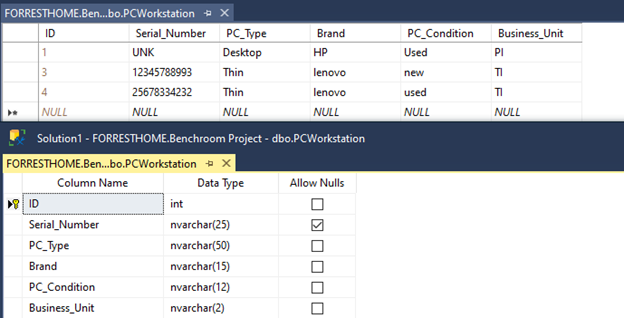 FORRESTHOME.Ben...bo.PCWorkstation
ID Serial_Number PC_Type Brand PC_Condition Business_Unit
1 UNK Desktop HP Used PI
3 12345788993 Thin lenovo new TI
4 25678334232 Thin lenovo used TI
NULL NULL NULL NULL NULL NULL
Solution1 - FORRESTHOME.Benchroom Project - dbo.PCWorkstation
FORRESTHOME.Ben...bo.PCWorkstation
Column Name Data Type Allow Nulls
ID int
Serial_Number nvarchar(25)
PC_Type nvarchar(50)
Brand nvarchar(15)
PC_Condition nvarchar(12)
Business_Unit nvarchar(2)